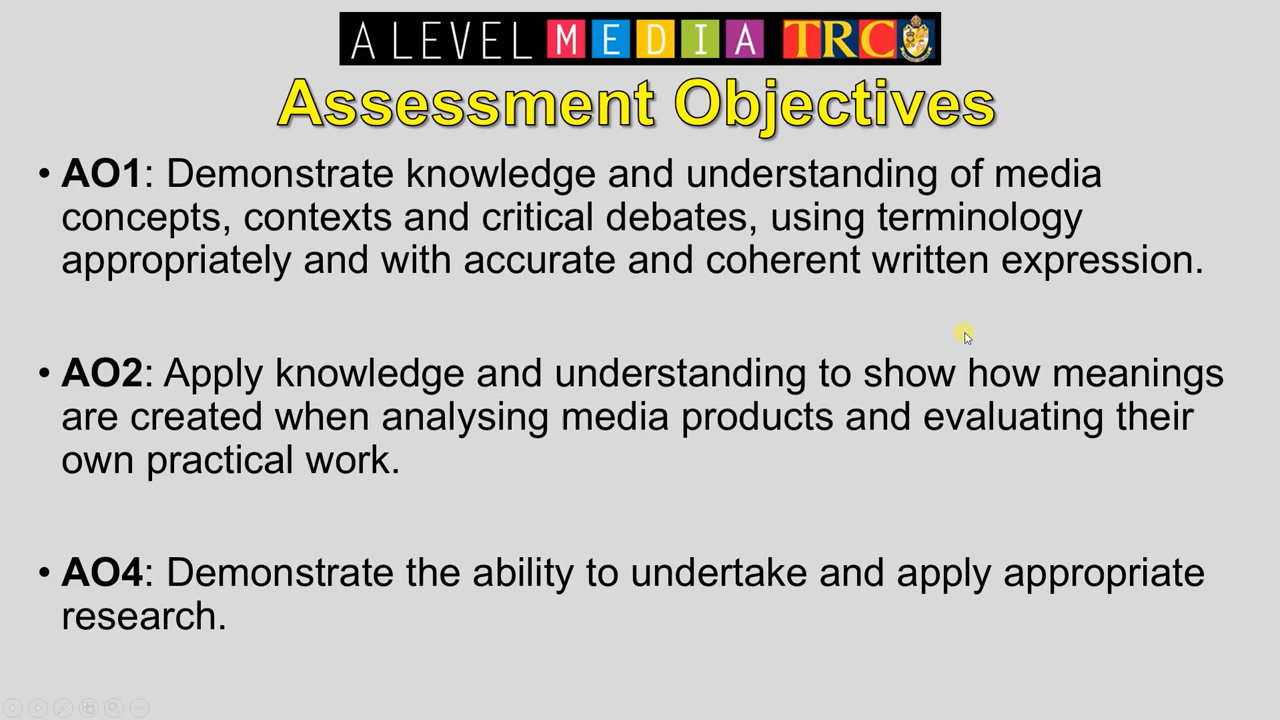 A LEVEL MEDIA TRC
Assessment Objectives
• AO1: Demonstrate knowledge and understanding of media
concepts, contexts and critical debates, using terminology
appropriately and with accurate and coherent written expression.
• AO2: Apply knowledge and understanding to show how meanings
are created when analysing media products and evaluating their
own practical work.
• AO4: Demonstrate the ability to undertake and apply appropriate
research.